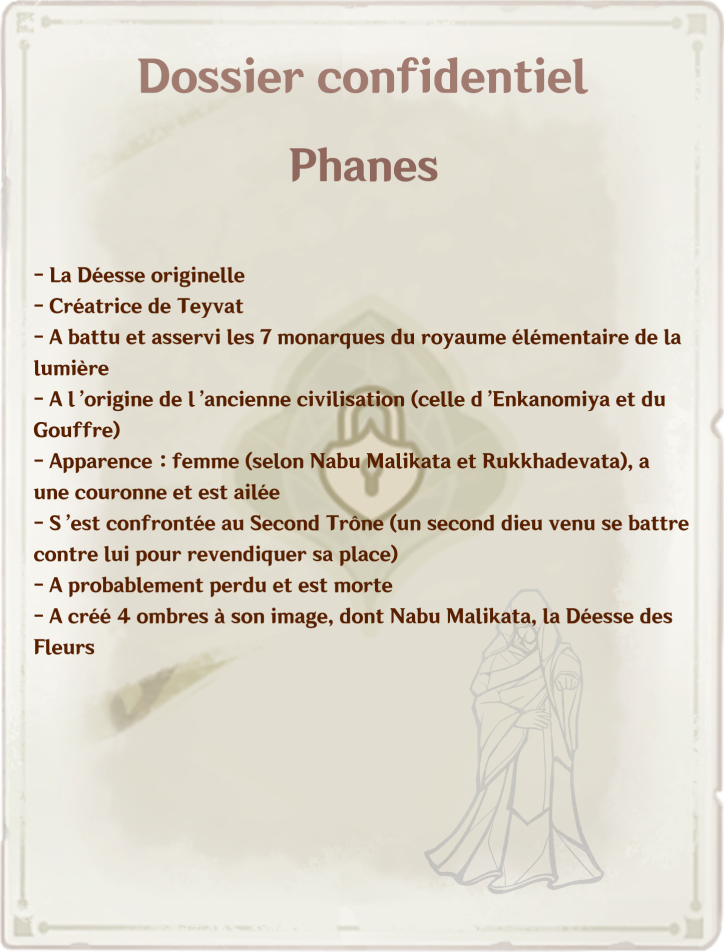 Dossier confidentiel
Phanes
- La Déesse originelle
- Créatrice de Teyvat
- A battu et asservi les 7 monarques du royaume élémentaire de la
lumière
- A l'origine de l'ancienne civilisation (celle d'Enkanomiya et du
Gouffre)
- Apparence : femme (selon Nabu Malikata et Rukkhadevata), a
une couronne et est ailée
- S'est confrontée au Second Trône (un second dieu venu se battre
contre lui pour revendiquer sa place)
- A probablement perdu et est morte
- A créé 4 ombres à son image, dont Nabu Malikata, la Déesse des
Fleurs